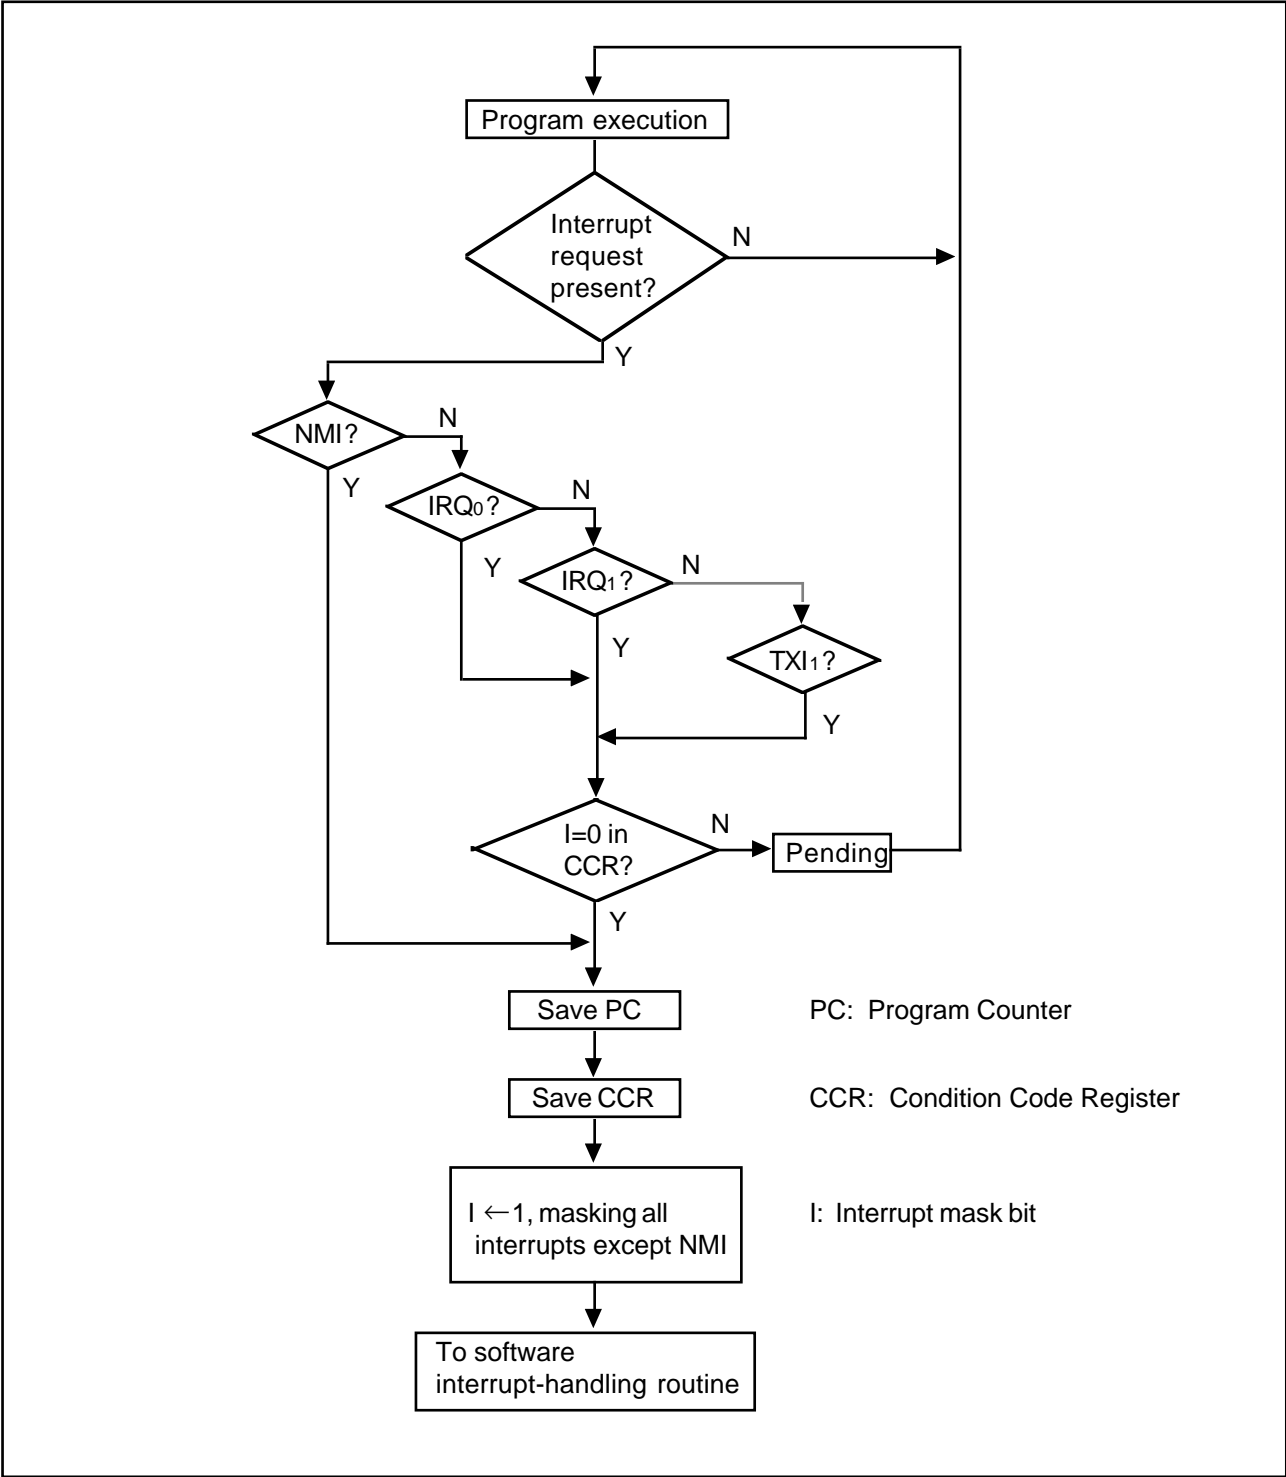 Program execution
Interrupt
request
present?
N
Y
NMI?
N
Y
IRQ0?
N
Y
IRQ1?
N
Y
TXI1?
Y
I=0 in
CCR?
N
Pending
Y
Save PC
PC: Program Counter
Save CCR
CCR: Condition Code Register
I ←1, masking all
interrupts except NMI
I: Interrupt mask bit
To software
interrupt-handling routine